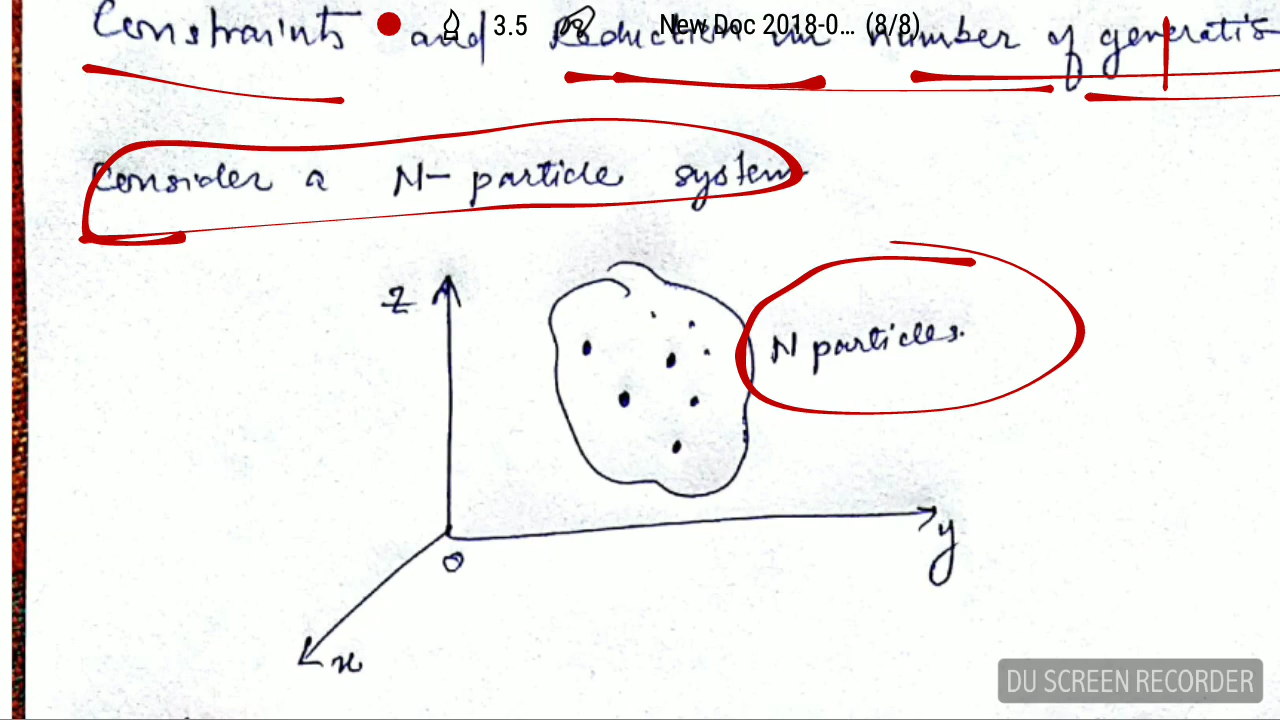 Constraints and Reduction in number of generatis
3.5 New Doc 2018-0... (8/8)
Consider a N- particle system
z
N particles.
y
O
x
DU SCREEN RECORDER